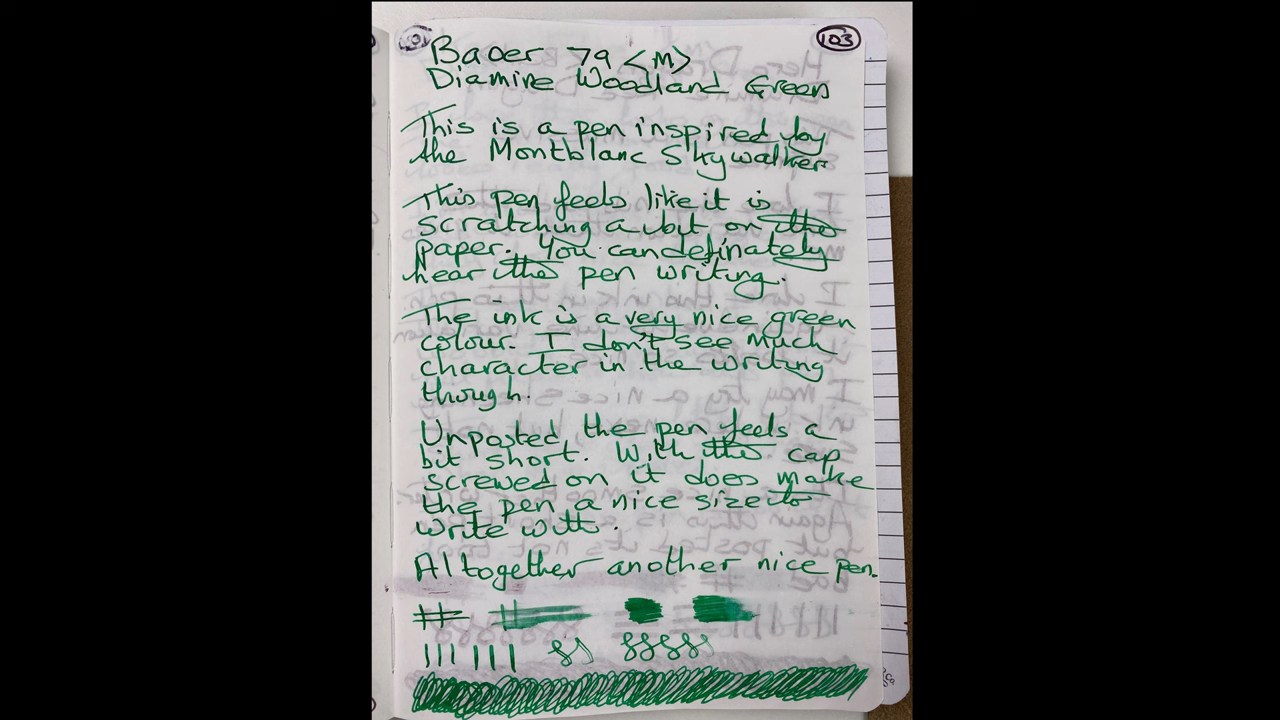 103
Baoer 79 <M>
Diamine Woodland Green
This is a pen inspired by
the Montblanc Skywalker
This pen feels like it is
scratching a bit on the
paper. You can definately
hear the pen writing.
The ink is a very nice green
colour. I don't see much
character in the writing
though.
Unposted, the pen feels a
bit short. With the cap
screwed on it does make
the pen a nice size to
write with.
Altogether another nice pen.